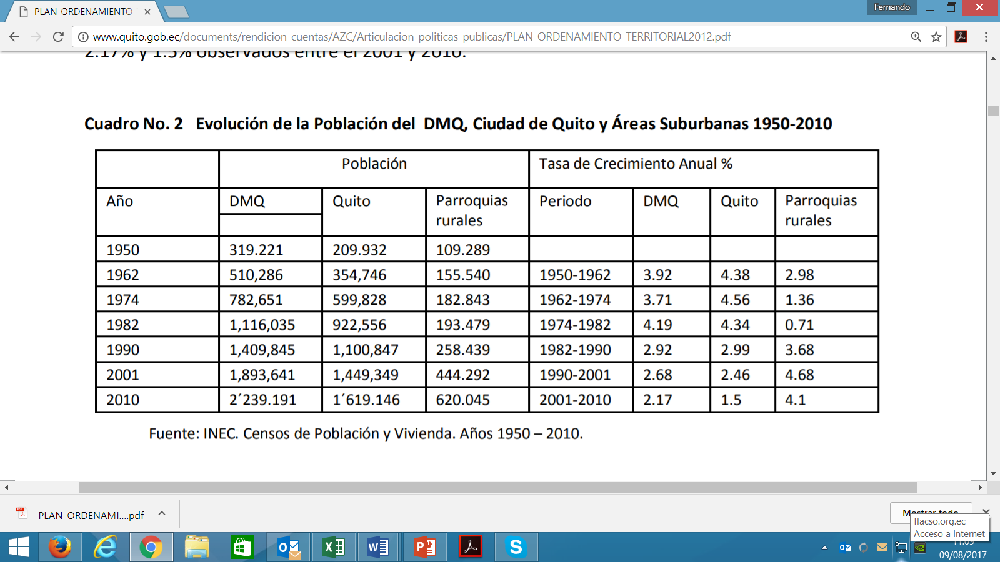 PLAN_ORDENAMIENTO_
Fernando
www.quito.gob.ec/documents/rendicion_cuentas/AZC/Articulacion_politicas_publicas/PLAN_ORDENAMIENTO_TERRITORIAL2012.pdf
2.17% y 1.5% observados entre el 2001 y 2010.
Cuadro No. 2 Evolución de la Población del DMQ, Ciudad de Quito y Áreas Suburbanas 1950-2010
Población Tasa de Crecimiento Anual %
Año DMQ Quito Parroquias rurales Periodo DMQ Quito Parroquias rurales
1950 319.221 209.932 109.289
1962 510,286 354,746 155.540 1950-1962 3.92 4.38 2.98
1974 782,651 599,828 182.843 1962-1974 3.71 4.56 1.36
1982 1,116,035 922,556 193.479 1974-1982 4.19 4.34 0.71
1990 1,409,845 1,100,847 258.439 1982-1990 2.92 2.99 3.68
2001 1,893,641 1,449,349 444.292 1990-2001 2.68 2.46 4.68
2010 2´239.191 1´619.146 620.045 2001-2010 2.17 1.5 4.1
Fuente: INEC. Censos de Población y Vivienda. Años 1950 – 2010.
PLAN_ORDENAMI....pdf
Mostrar todo
flacso.org.ec
Acceso a Internet
09/08/2017